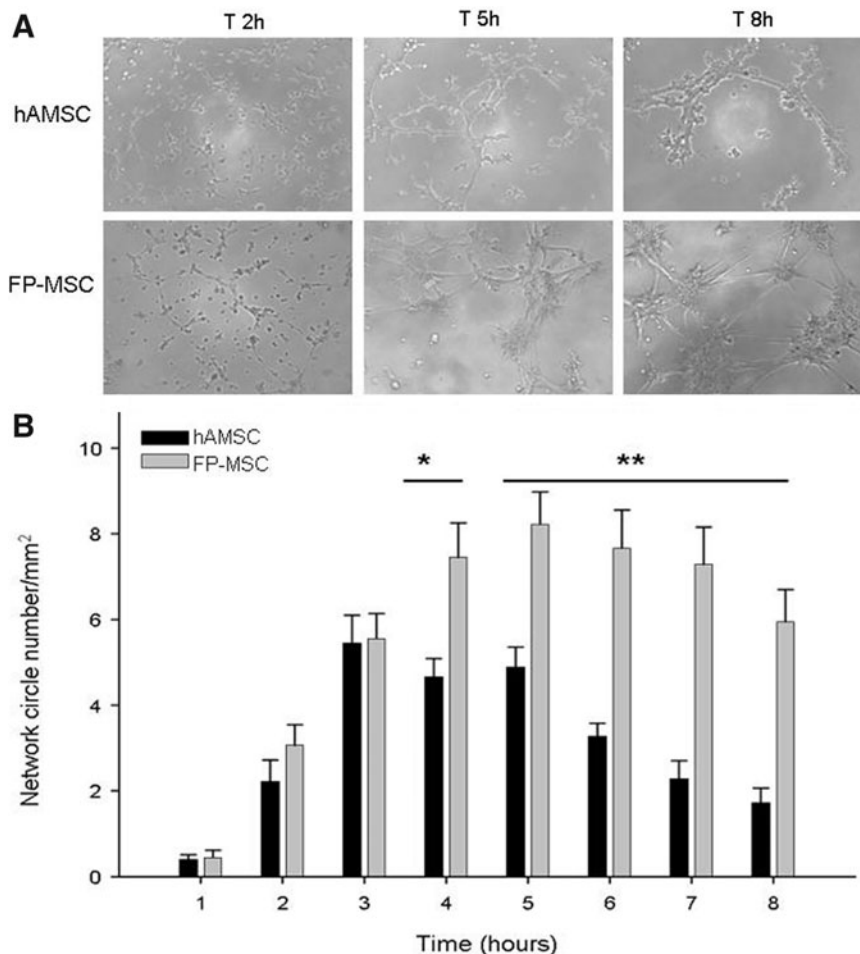 A
T 2h T 5h T 8h
hAMSC
FP-MSC
B
hAMSC
FP-MSC
* **
10
8
6
4
2
0
Network circle number/mm²
1 2 3 4 5 6 7 8
Time (hours)